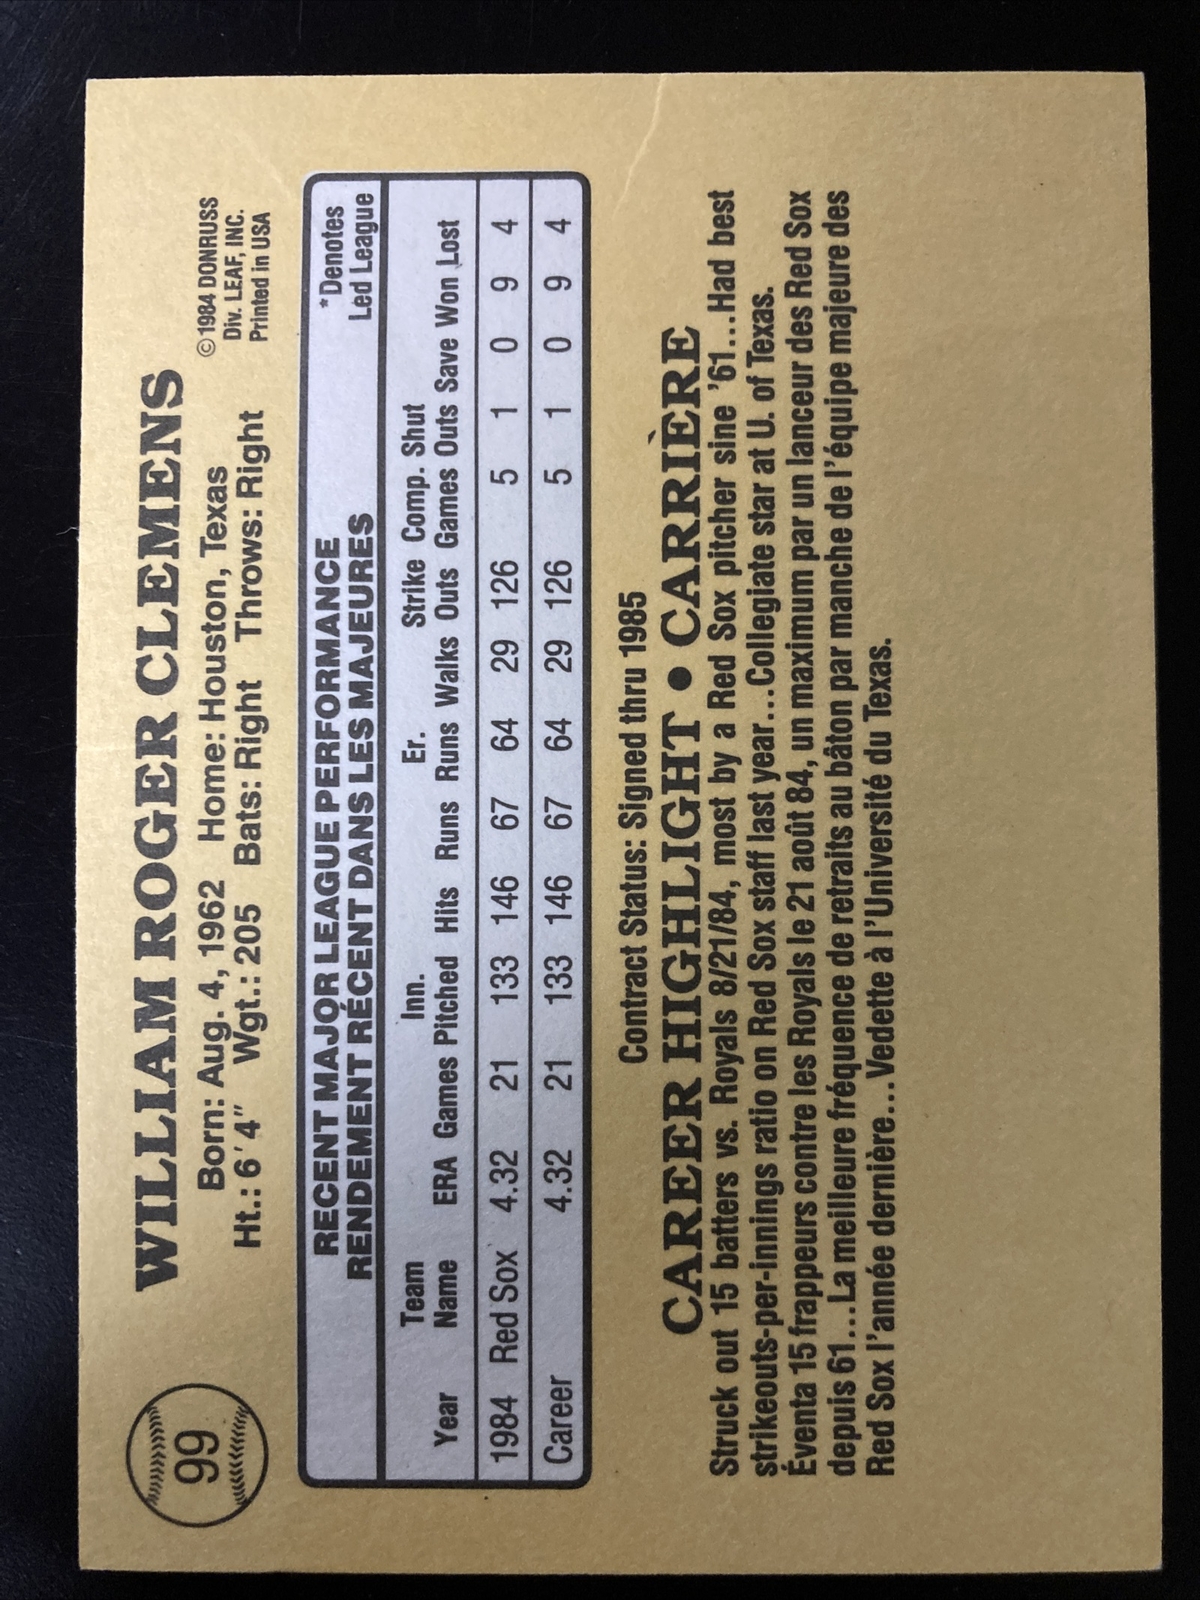 99
WILLIAM ROGER CLEMENS
Born: Aug. 4, 1962 Home: Houston, Texas
Ht.: 6'4" Wgt.: 205 Bats: Right Throws: Right
©1984 DONRUSS
Div. LEAF, INC.
Printed in USA
RECENT MAJOR LEAGUE PERFORMANCE
RENDEMENT RÉCENT DANS LES MAJEURES
*Denotes
Led League
Team Inn. Er. Strike Comp. Shut
Year Name ERA Games Pitched Hits Runs Runs Walks Outs Games Outs Save Won Lost
1984 Red Sox 4.32 21 133 146 67 64 29 126 5 1 0 9 4
Career 4.32 21 133 146 67 64 29 126 5 1 0 9 4
Contract Status: Signed thru 1985
CAREER HIGHLIGHT • CARRIÈRE
Struck out 15 batters vs. Royals 8/21/84, most by a Red Sox pitcher sine '61...Had best
strikeouts-per-innings ratio on Red Sox staff last year...Collegiate star at U. of Texas.
Éventa 15 frappeurs contre les Royals le 21 août 84, un maximum par un lanceur des Red Sox
depuis 61...La meilleure fréquence de retraits au bâton par manche de l'équipe majeure des
Red Sox l'année dernière...Vedette à l'Université du Texas.